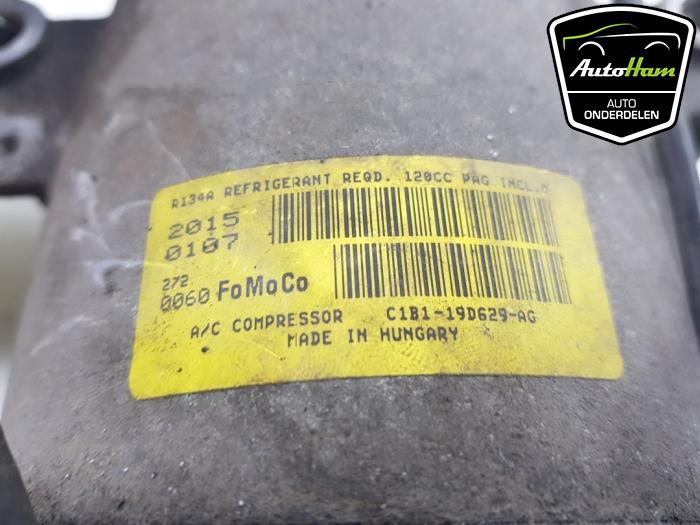 AutoHam
AUTO
ONDERDELEN
R134A REFRIGERANT REQD. 120CC PAG INCL.
2015
0107
272
0060 FoMoCo
A/C COMPRESSOR C1B1-19D629-AG
MADE IN HUNGARY